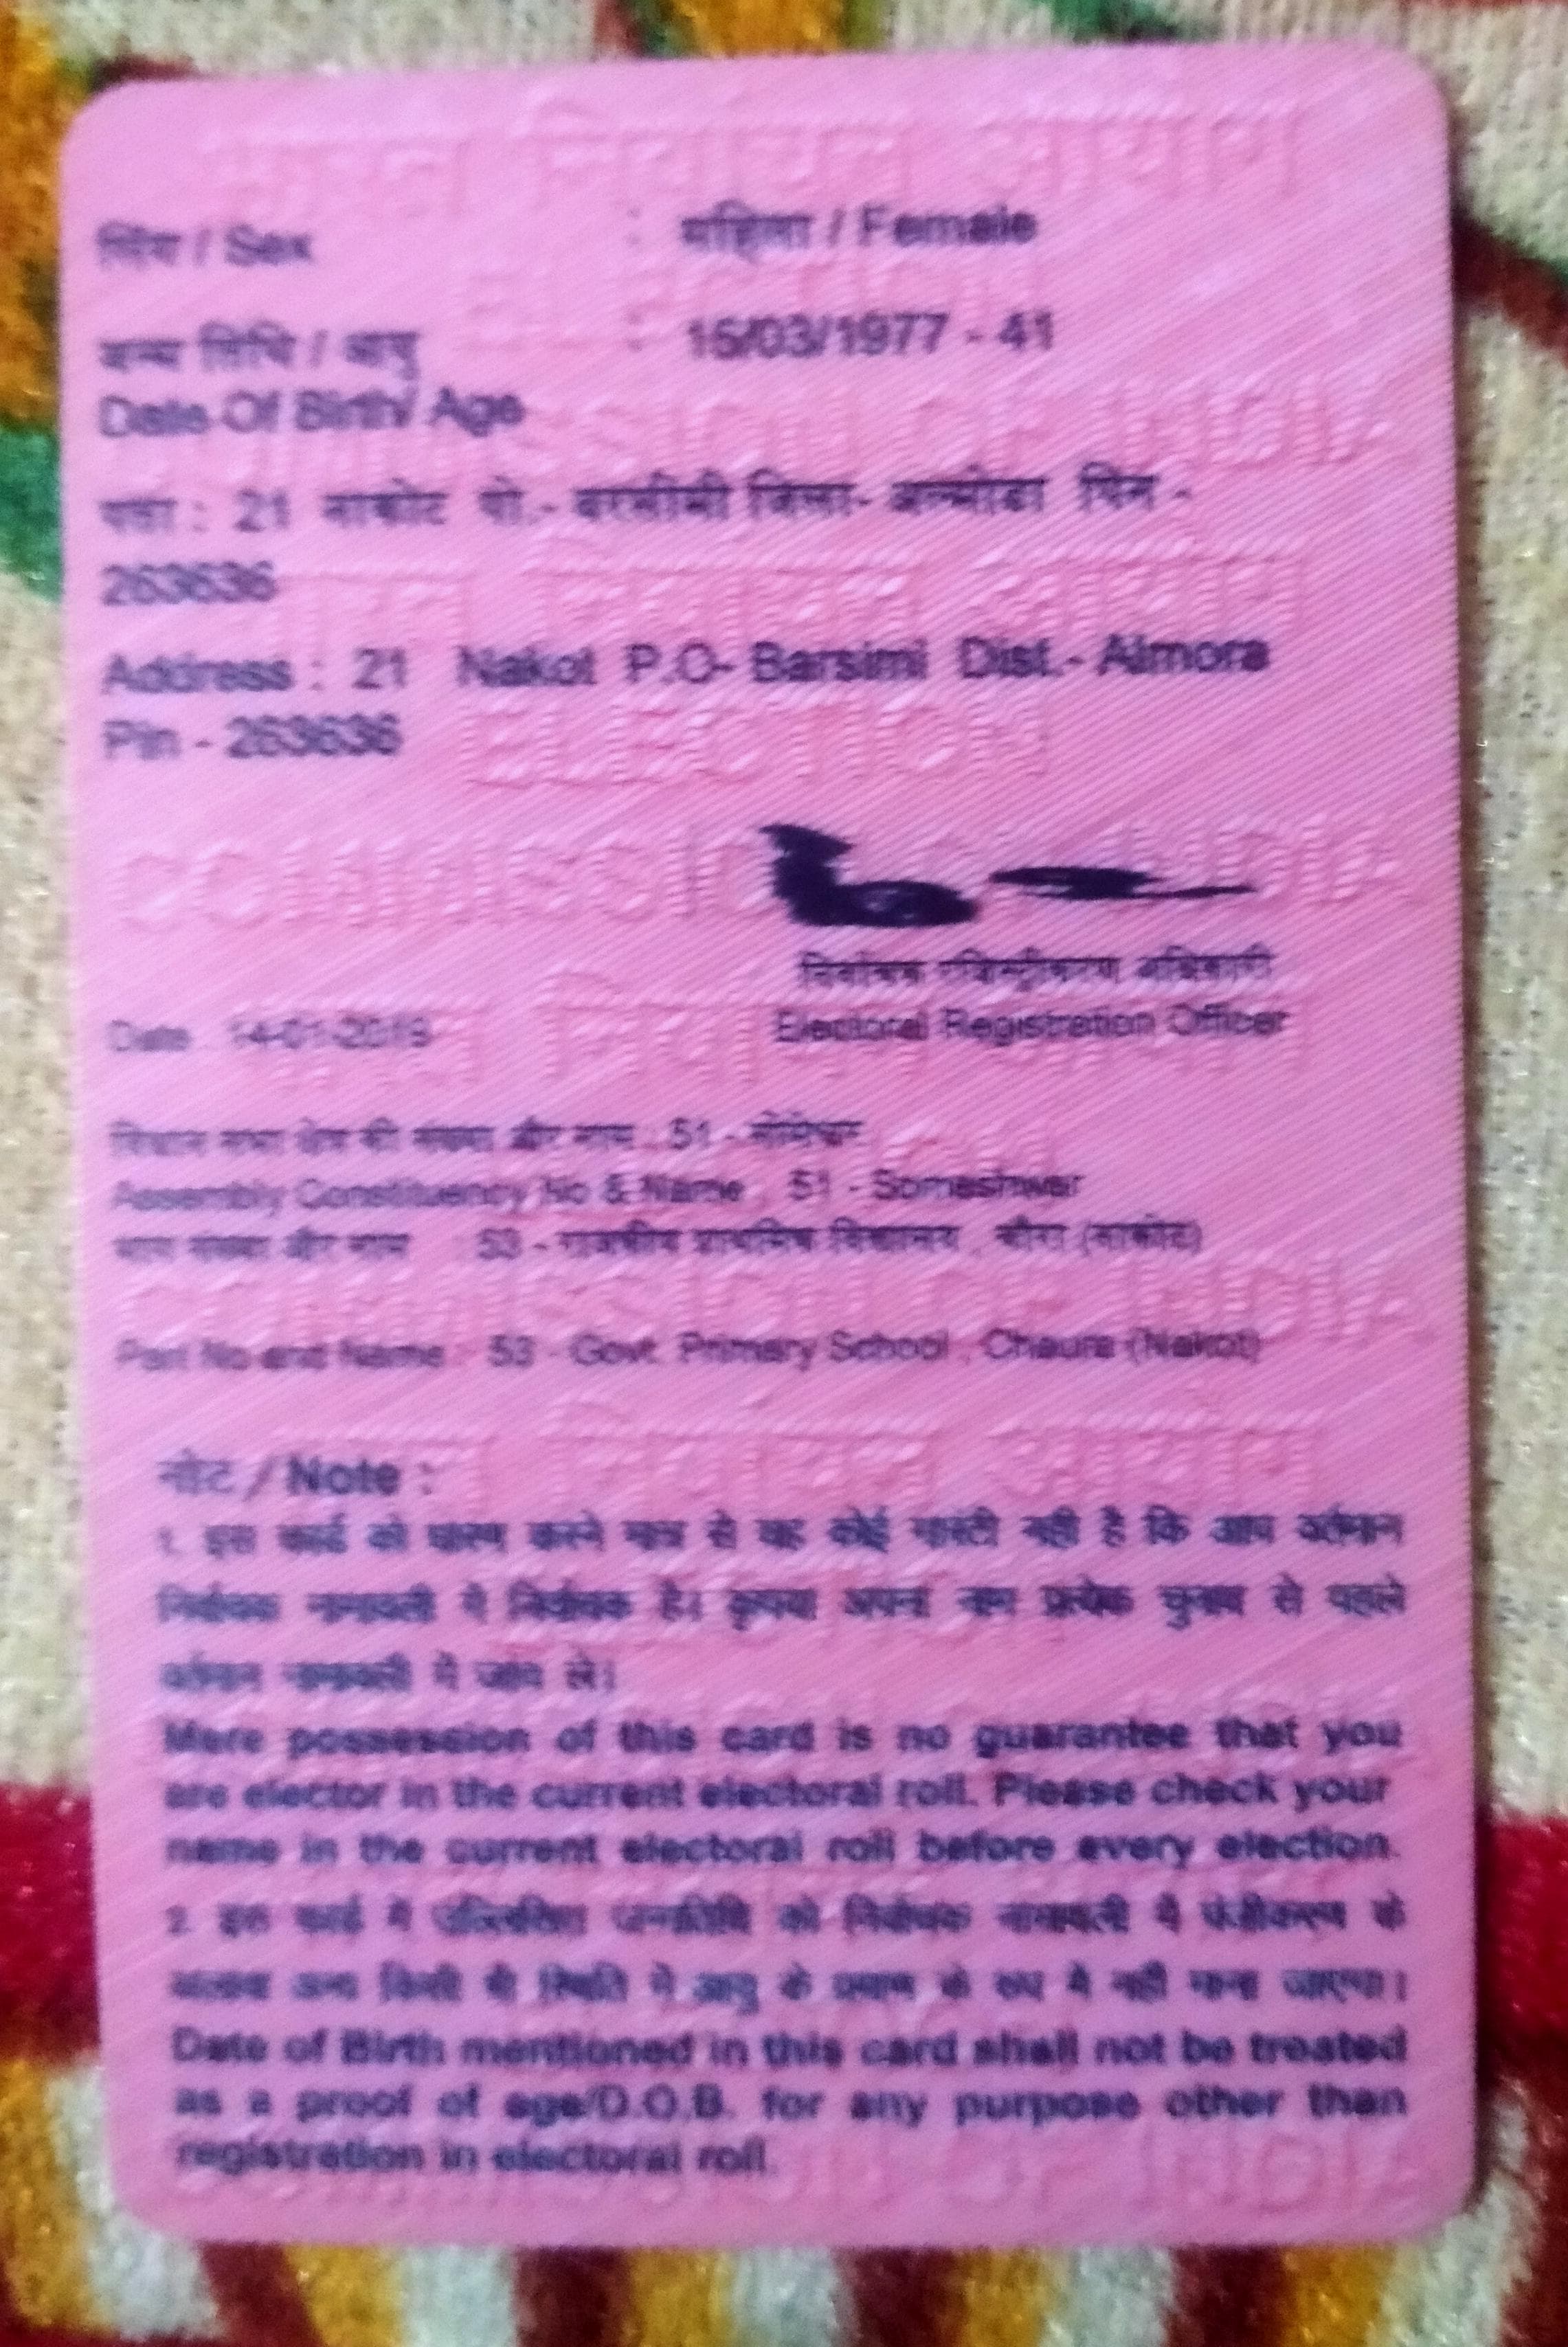 लिंग / Sex : महिला / Female
जन्म तिथि / आयु : 15/03/1977 - 41
Date Of Birth/ Age
पता : 21 नाकोट पो.- बरसीमी जिला- अल्मोडा पिन -
263636
Address : 21 Nakot P.O- Barsimi Dist.- Almora
Pin - 263636
निर्वाचक रजिस्ट्रीकरण अधिकारी
Date 14-01-2019 Electoral Registration Officer
विधान सभा क्षेत्र की संख्या और नाम : 51 - सोमेश्वर
Assembly Constituency No & Name : 51 - Someshwar
भाग संख्या और नाम : 53 - राजकीय प्राथमिक विद्यालय , चौरा (नाकोट)
Part No and Name : 53 - Govt. Primary School , Chaura (Nakot)
नोट / Note :
1. इस कार्ड को धारण करने मात्र से यह कोई गारंटी नही है कि आप वर्तमान
निर्वाचक नामावली में निर्वाचक है। कृपया अपना नाम प्रत्येक चुनाव से पहले
वर्तमान नामावली में जांच लें।
Mere possession of this card is no guarantee that you
are elector in the current electoral roll. Please check your
name in the current electoral roll before every election.
2. इस कार्ड में उल्लिखित जन्मतिथि को निर्वाचक नामावली में पंजीकरण के
अलावा अन्य किसी भी स्थिति में आयु के प्रमाण के रूप में नहीं माना जाएगा।
Date of Birth mentioned in this card shall not be treated
as a proof of age/D.O.B. for any purpose other than
registration in electoral roll.
भारत निर्वाचन आयोग
ELECTION
COMMISSION OF INDIA